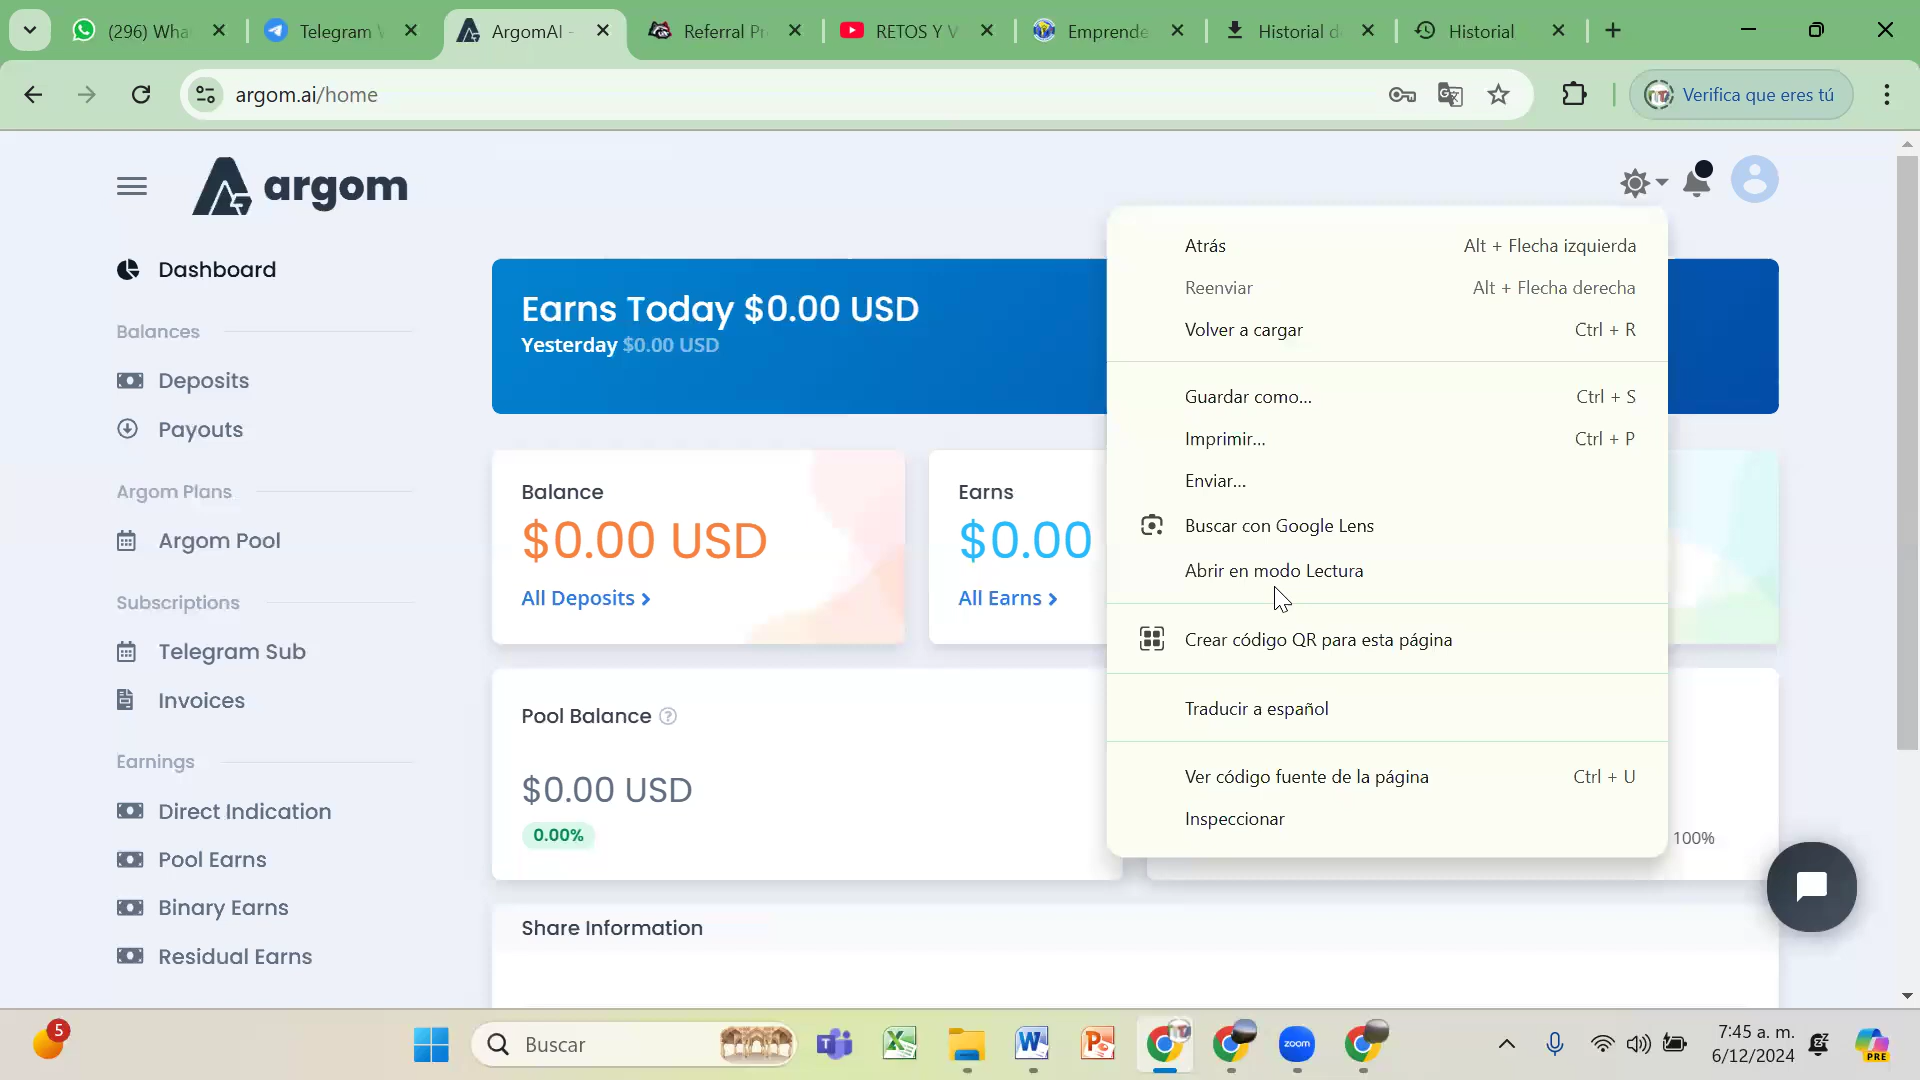 (296) Wha
Telegram W
ArgomAI -
Referral Pr
RETOS Y V
Emprende
Historial d
Historial
argom.ai/home
Verifica que eres tú
argom
Dashboard
Balances
Deposits
Payouts
Argom Plans
Argom Pool
Subscriptions
Telegram Sub
Invoices
Earnings
Direct Indication
Pool Earns
Binary Earns
Residual Earns
Earns Today $0.00 USD
Yesterday $0.00 USD
Balance
$0.00 USD
All Deposits
Earns
$0.00
All Earns
Pool Balance ?
$0.00 USD
0.00%
100%
Share Information
Atrás Alt + Flecha izquierda
Reenviar Alt + Flecha derecha
Volver a cargar Ctrl + R
Guardar como... Ctrl + S
Imprimir... Ctrl + P
Enviar...
Buscar con Google Lens
Abrir en modo Lectura
Crear código QR para esta página
Traducir a español
Ver código fuente de la página Ctrl + U
Inspeccionar
5
Buscar
zoom
7:45 a. m.
6/12/2024
PRE